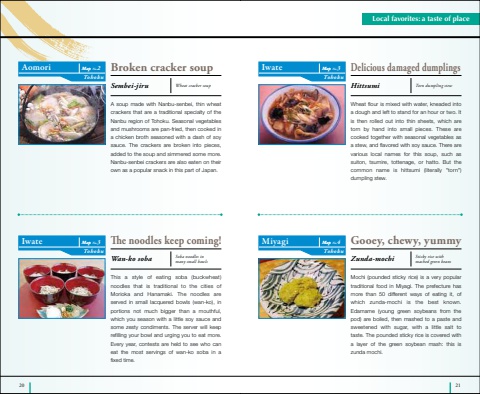 Local favorites: a taste of place
Aomori
Map no.2
Tohoku
Broken cracker soup
Sembei-jiru
Wheat cracker soup
A soup made with Nanbu-senbei, thin wheat
crackers that are a traditional specialty of the
Nanbu region of Tohoku. Seasonal vegetables
and mushrooms are pan-fried, then cooked in
a chicken broth seasoned with a dash of soy
sauce. The crackers are broken into pieces,
added to the soup and simmered some more.
Nanbu-senbei crackers are also eaten on their
own as a popular snack in this part of Japan.
Iwate
Map no.3
Tohoku
Delicious damaged dumplings
Hittsumi
Torn dumpling stew
Wheat flour is mixed with water, kneaded into
a dough and left to stand for an hour or two. It
is then rolled out into thin sheets, which are
torn by hand into small pieces. These are
cooked together with seasonal vegetables as
a stew, and flavored with soy sauce. There are
various local names for this soup, such as
suiton, tsumire, tottenage, or hatto. But the
common name is hittsumi (literally "torn")
dumpling stew.
Iwate
Map no.3
Tohoku
The noodles keep coming!
Wan-ko soba
Soba noodles in
many small bowls
This a style of eating soba (buckwheat)
noodles that is traditional to the cities of
Morioka and Hanamaki. The noodles are
served in small lacquered bowls (wan-ko), in
portions not much bigger than a mouthful,
which you season with a little soy sauce and
some zesty condiments. The server will keep
refilling your bowl and urging you to eat more.
Every year, contests are held to see who can
eat the most servings of wan-ko soba in a
fixed time.
Miyagi
Map no.4
Tohoku
Gooey, chewy, yummy
Zunda-mochi
Sticky rice with
mashed green beans
Mochi (pounded sticky rice) is a very popular
traditional food in Miyagi. The prefecture has
more than 50 different ways of eating it, of
which zunda-mochi is the best known.
Edamame (young green soybeans from the
pod) are boiled, then mashed to a paste and
sweetened with sugar, with a little salt to
taste. The pounded sticky rice is covered with
a layer of the green soybean mash: this is
zunda mochi.
20
21